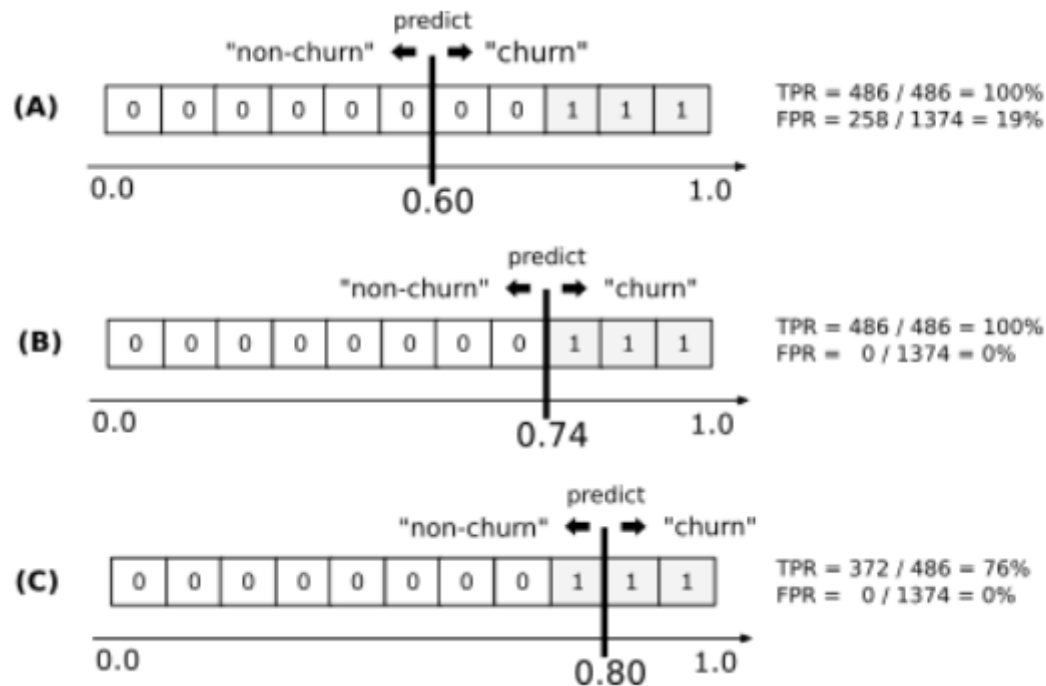 predict
"non-churn" "churn"
(A) 0 0 0 0 0 0 0 0 1 1 1
TPR = 486 / 486 = 100%
FPR = 258 / 1374 = 19%
0.0 0.60 1.0
predict
"non-churn" "churn"
(B) 0 0 0 0 0 0 0 0 1 1 1
TPR = 486 / 486 = 100%
FPR = 0 / 1374 = 0%
0.0 0.74 1.0
predict
"non-churn" "churn"
(C) 0 0 0 0 0 0 0 0 1 1 1
TPR = 372 / 486 = 76%
FPR = 0 / 1374 = 0%
0.0 0.80 1.0